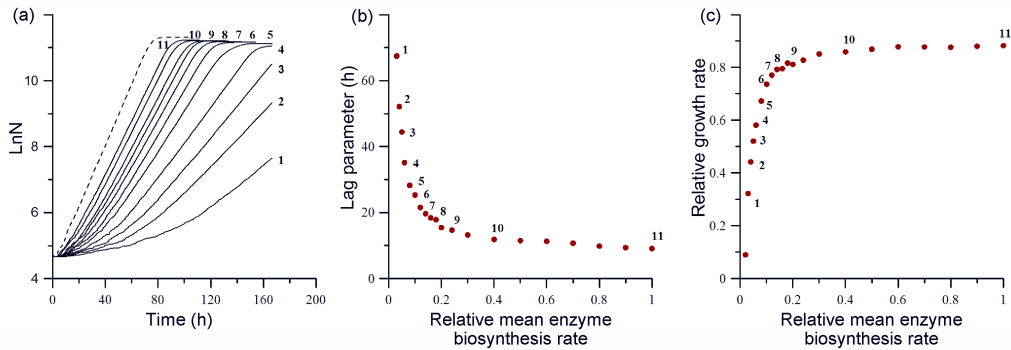 (a)
LnN
10
8
6
4
0 40 80 120 160 200
Time (h)
11 10 9 8 7 6 5
4
3
2
1
(b)
Lag parameter (h)
60
40
20
0
0 0.2 0.4 0.6 0.8 1
Relative mean enzyme
biosynthesis rate
1
2
3
4
5
6
7
8
9
10
11
(c)
Relative growth rate
0.8
0.6
0.4
0.2
0
0 0.2 0.4 0.6 0.8 1
Relative mean enzyme
biosynthesis rate
11
10
9
8
7
6
5
4
3
2
1